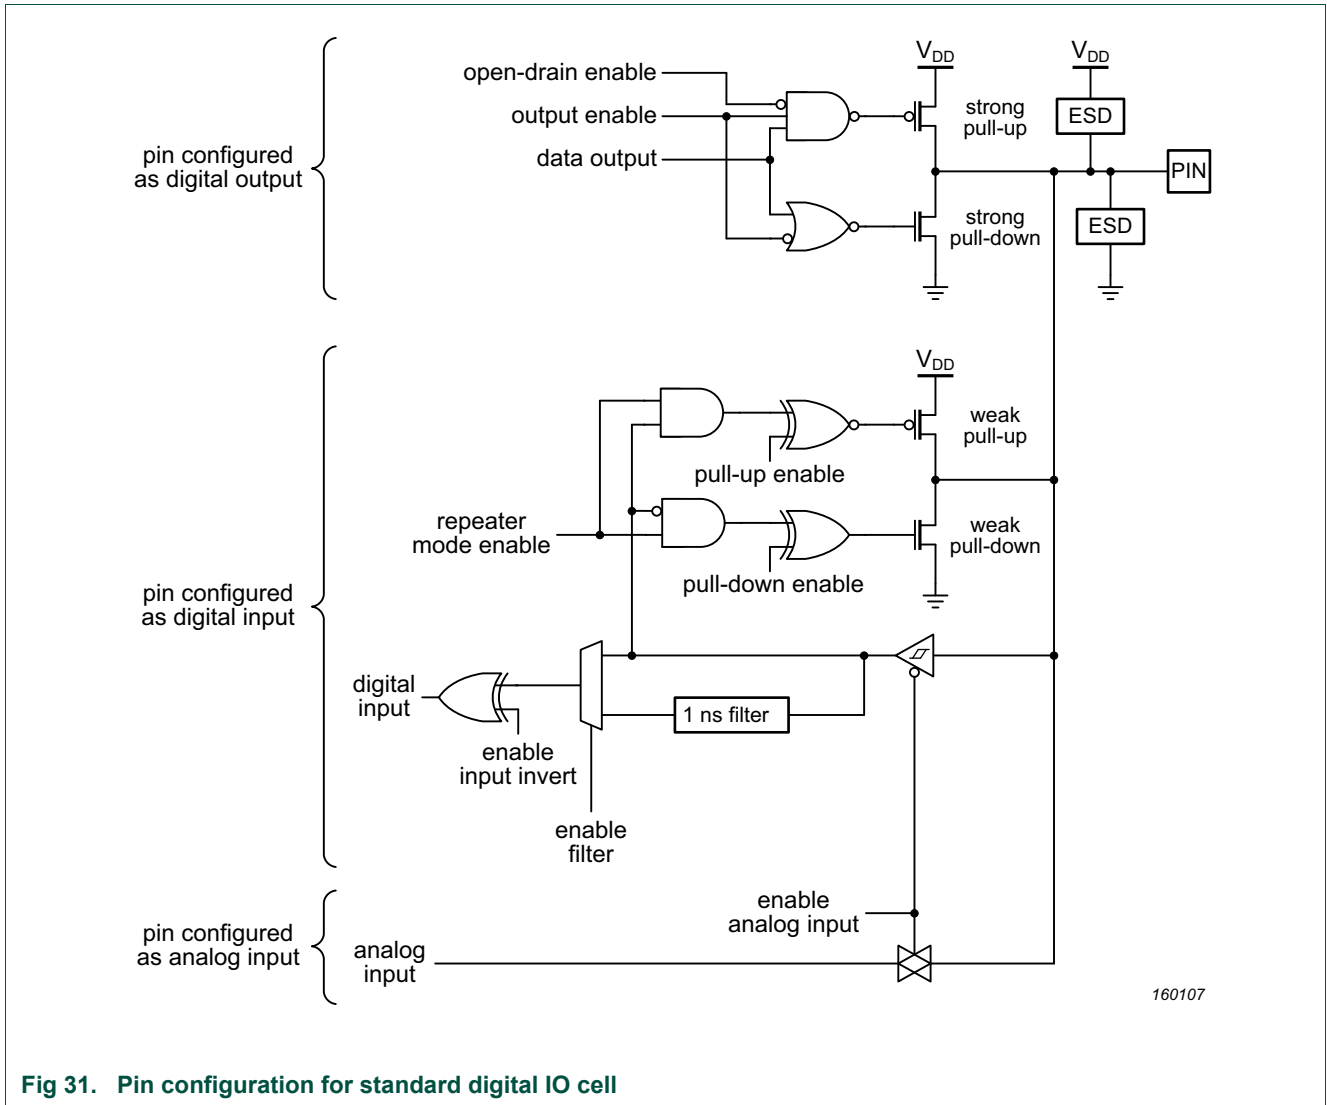 open-drain enable
output enable
data output
pin configured
as digital output
VDD
strong
pull-up
strong
pull-down
VDD
ESD
PIN
ESD
VDD
weak
pull-up
pull-up enable
repeater
mode enable
weak
pull-down
pull-down enable
pin configured
as digital input
digital
input
1 ns filter
enable
input invert
enable
filter
enable
analog input
pin configured
as analog input
analog
input
160107
Fig 31. Pin configuration for standard digital IO cell